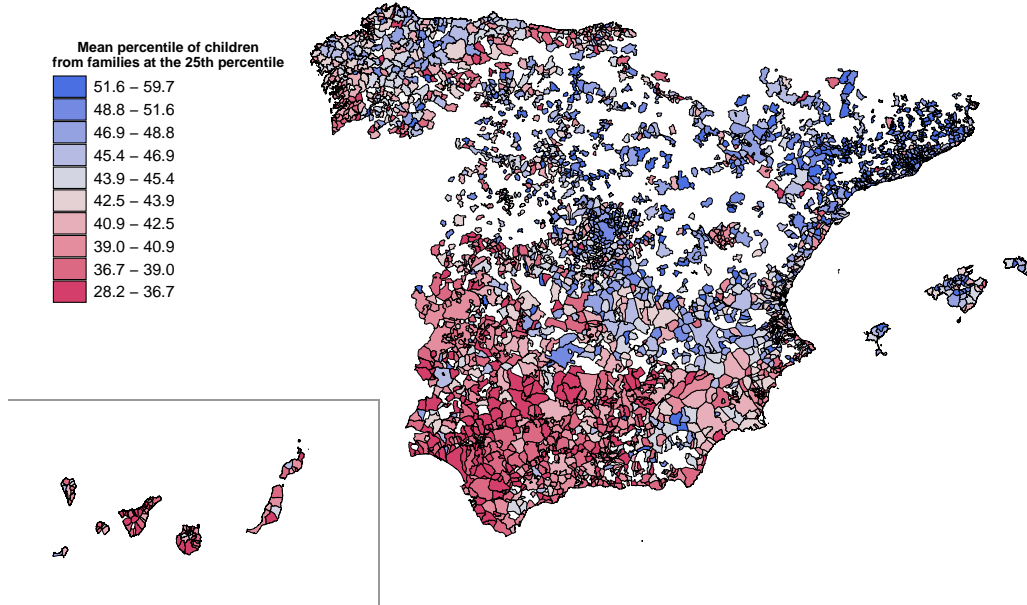 Mean percentile of children
from families at the 25th percentile
51.6 – 59.7
48.8 – 51.6
46.9 – 48.8
45.4 – 46.9
43.9 – 45.4
42.5 – 43.9
40.9 – 42.5
39.0 – 40.9
36.7 – 39.0
28.2 – 36.7